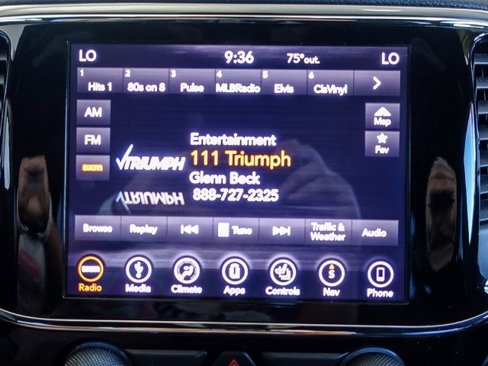 LO 9:36 75°out. LO
1 Hits 1 2 80s on 8 3 Pulse 4 MLBRadio 5 Elvis 6 ClsVinyl
AM
Map
FM
Fav
Entertainment
TRIUMPH 111 Triumph
SXM
Glenn Beck
888-727-2325
Browse Replay Tune Traffic & Weather Audio
SXM
Radio Media Climate Apps Controls Nav Phone